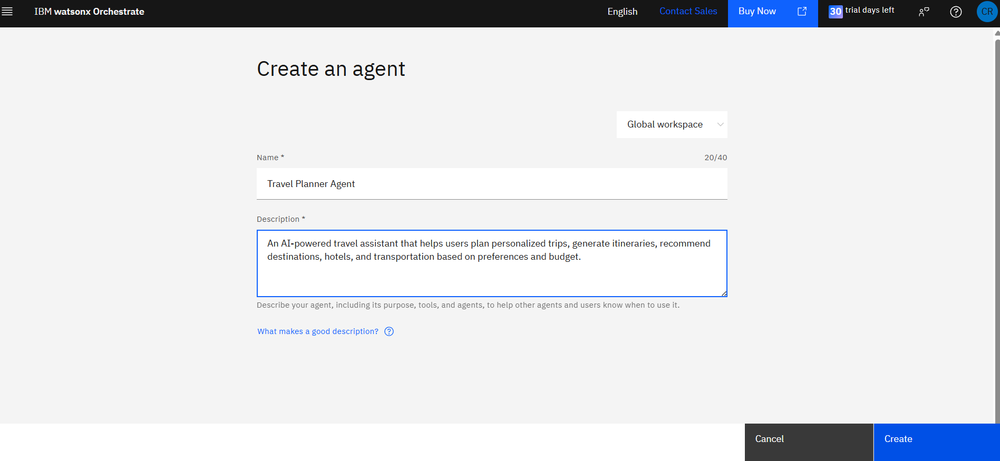 IBM watsonx Orchestrate
English
Contact Sales
Buy Now
30 trial days left
CR
Create an agent
Global workspace
Name *
20/40
Travel Planner Agent
Description *
An AI-powered travel assistant that helps users plan personalized trips, generate itineraries, recommend
destinations, hotels, and transportation based on preferences and budget.
Describe your agent, including its purpose, tools, and agents, to help other agents and users know when to use it.
What makes a good description?
Cancel
Create